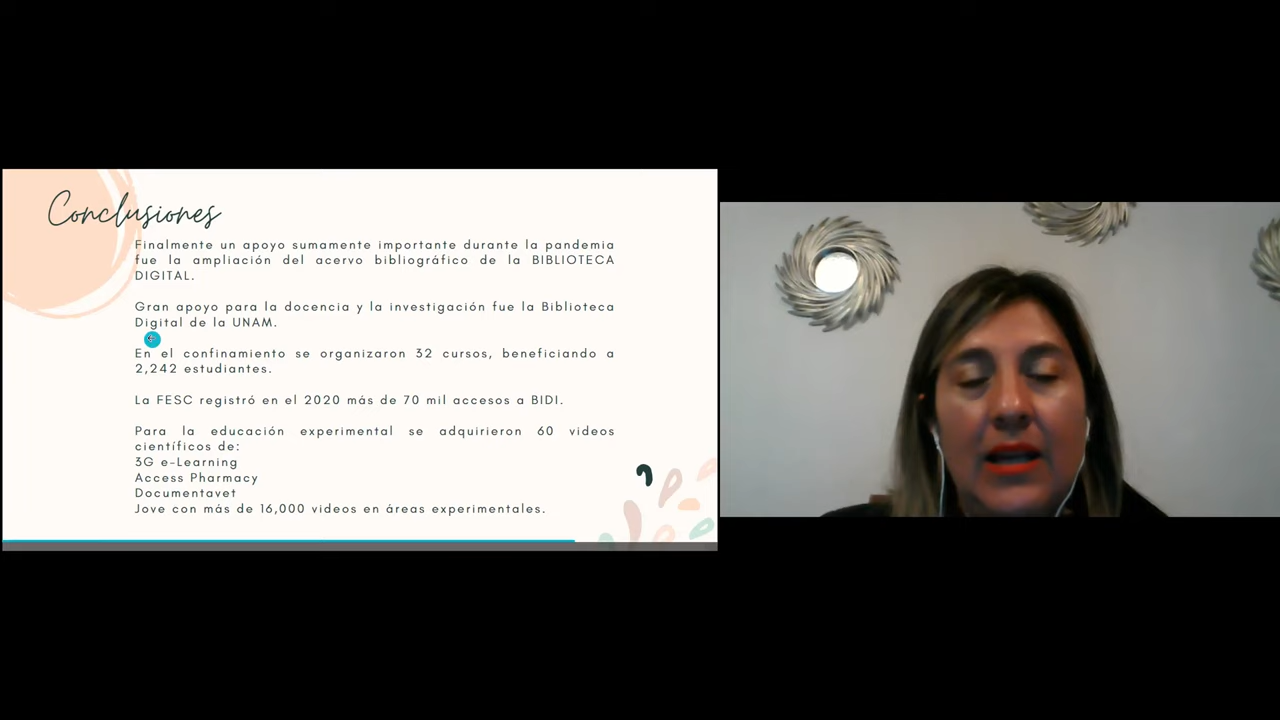 Conclusiones
Finalmente un apoyo sumamente importante durante la pandemia
fue la ampliación del acervo bibliográfico de la BIBLIOTECA
DIGITAL.
Gran apoyo para la docencia y la investigación fue la Biblioteca
Digital de la UNAM.
En el confinamiento se organizaron 32 cursos, beneficiando a
2,242 estudiantes.
La FESC registró en el 2020 más de 70 mil accesos a BIDI.
Para la educación experimental se adquirieron 60 videos
científicos de:
3G e-Learning
Access Pharmacy
Documentavet
Jove con más de 16,000 videos en áreas experimentales.